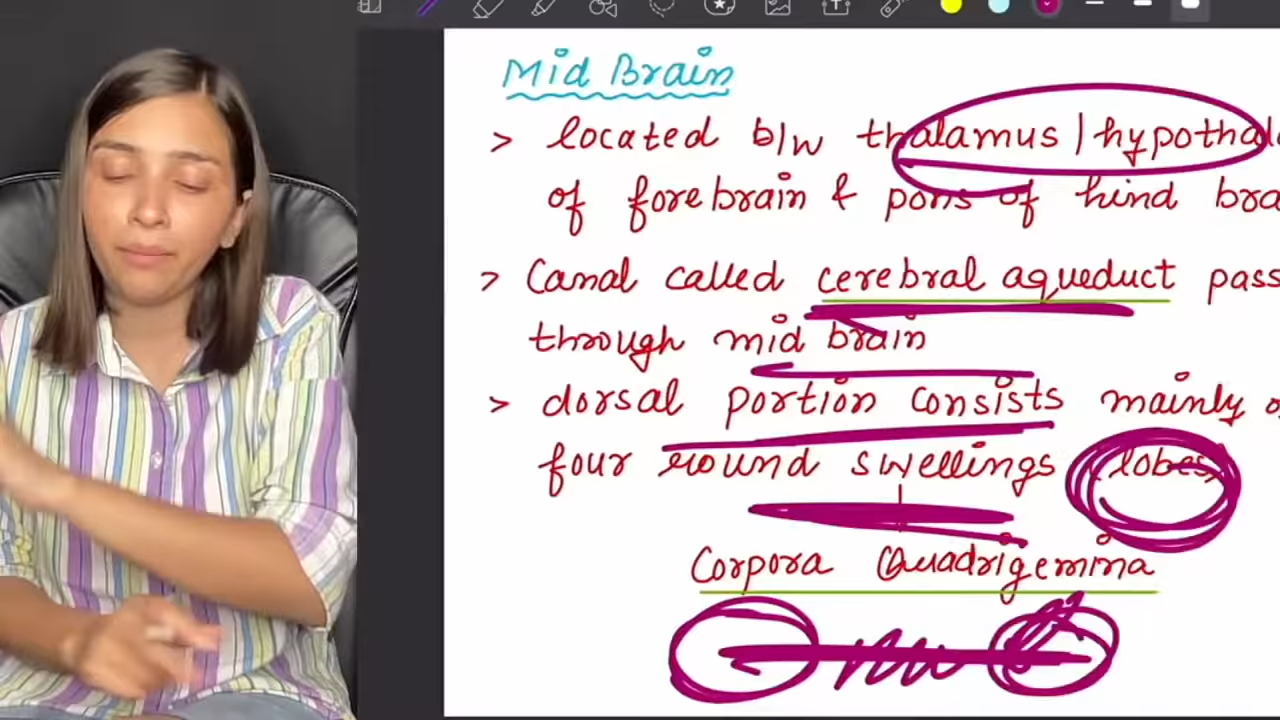 Mid Brain
> located b/w thalamus / hypothal
of forebrain & pons of hind bra
> Canal called cerebral aqueduct pass
through mid brain
> dorsal portion consists mainly o
four round swellings (lobes)
Corpora Quadrigemina